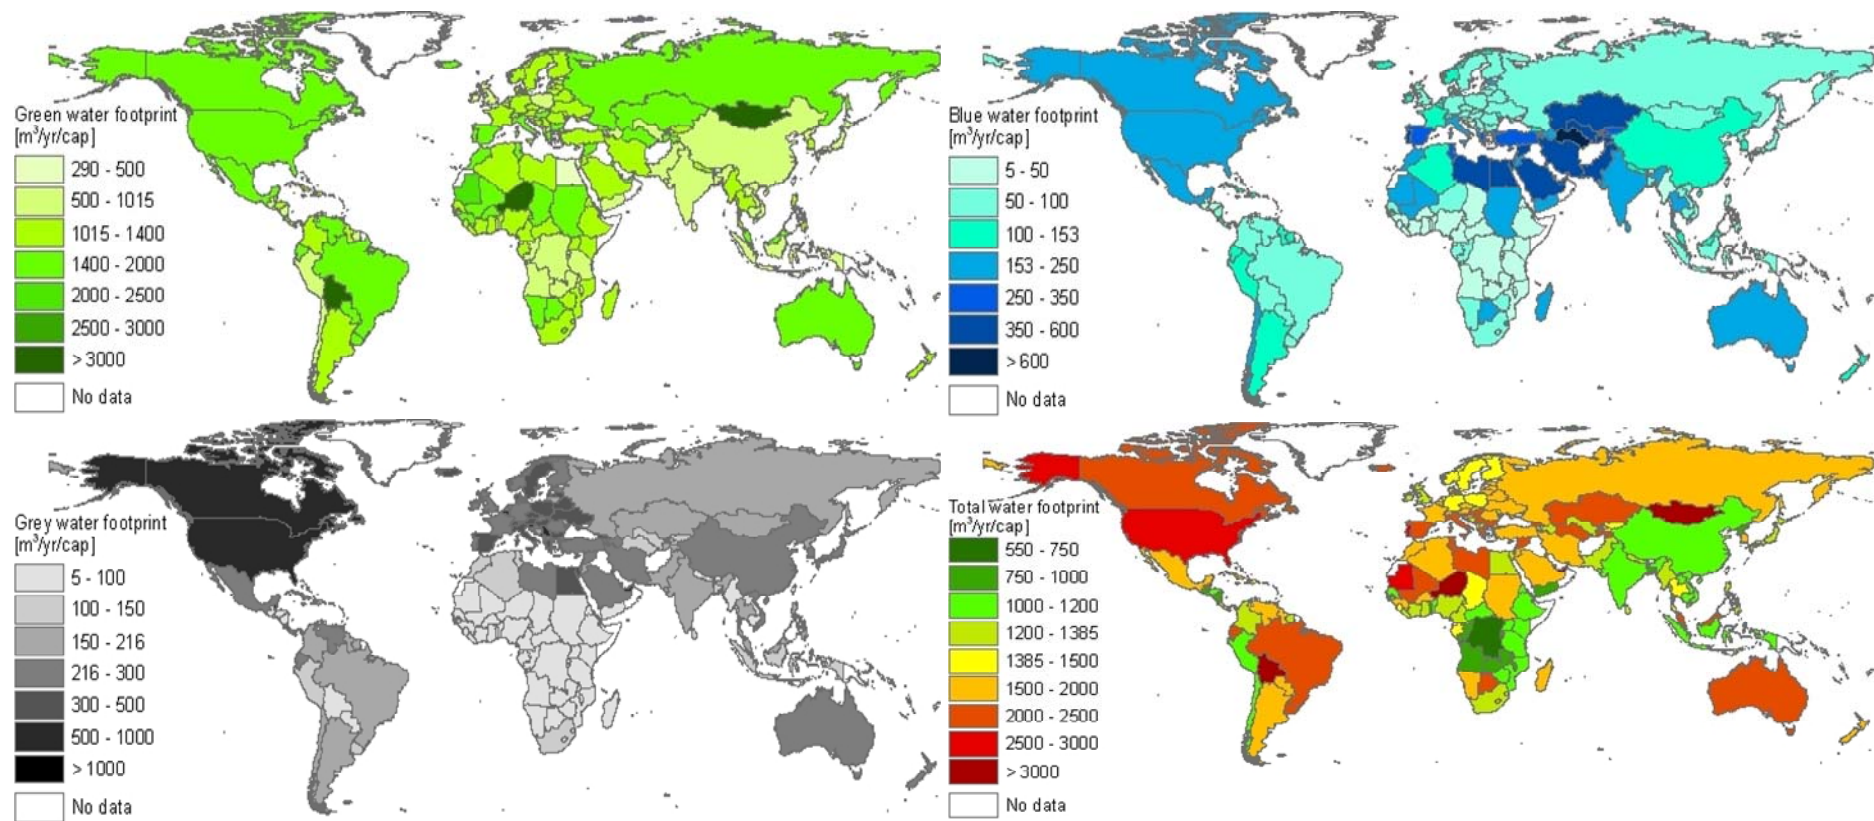 Green water footprint
[m³/yr/cap]
290 - 500
500 - 1015
1015 - 1400
1400 - 2000
2000 - 2500
2500 - 3000
> 3000
No data
Blue water footprint
[m³/yr/cap]
5 - 50
50 - 100
100 - 153
153 - 250
250 - 350
350 - 600
> 600
No data
Grey water footprint
[m³/yr/cap]
5 - 100
100 - 150
150 - 216
216 - 300
300 - 500
500 - 1000
> 1000
No data
Total water footprint
[m³/yr/cap]
550 - 750
750 - 1000
1000 - 1200
1200 - 1385
1385 - 1500
1500 - 2000
2000 - 2500
2500 - 3000
> 3000
No data